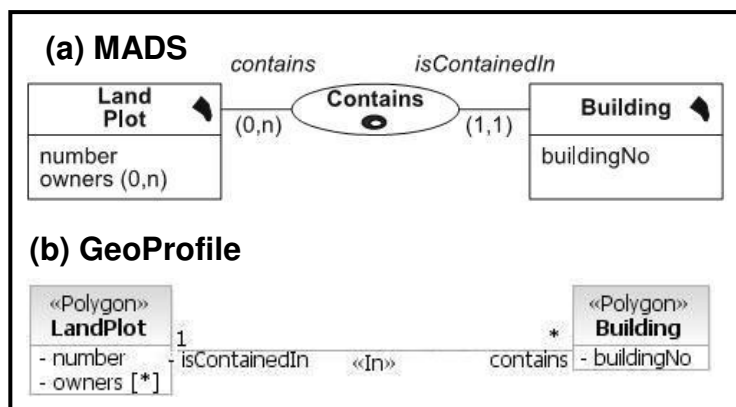 (a) MADS
contains
isContainedIn
Land
Plot
Contains
Building
(0,n)
(1,1)
number
owners (0,n)
buildingNo
(b) GeoProfile
«Polygon»
LandPlot
- number
- owners [*]
1
- isContainedIn
«In»
*
contains
«Polygon»
Building
- buildingNo